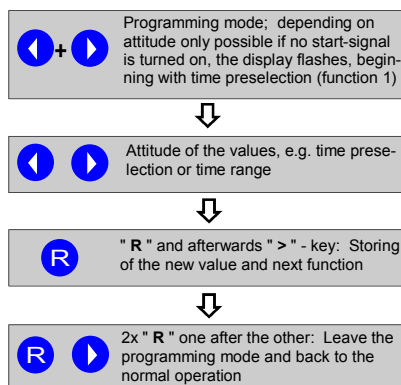 Programming mode; depending on
attitude only possible if no start-signal
+
is turned on, the display flashes, begin-
ning with time preselection (function 1)
Attitude of the values, e.g. time prese-
lection or time range
R
" R " and afterwards " > " - key: Storing
of the new value and next function
2x " R " one after the other: Leave the
R
programming mode and back to the
normal operation